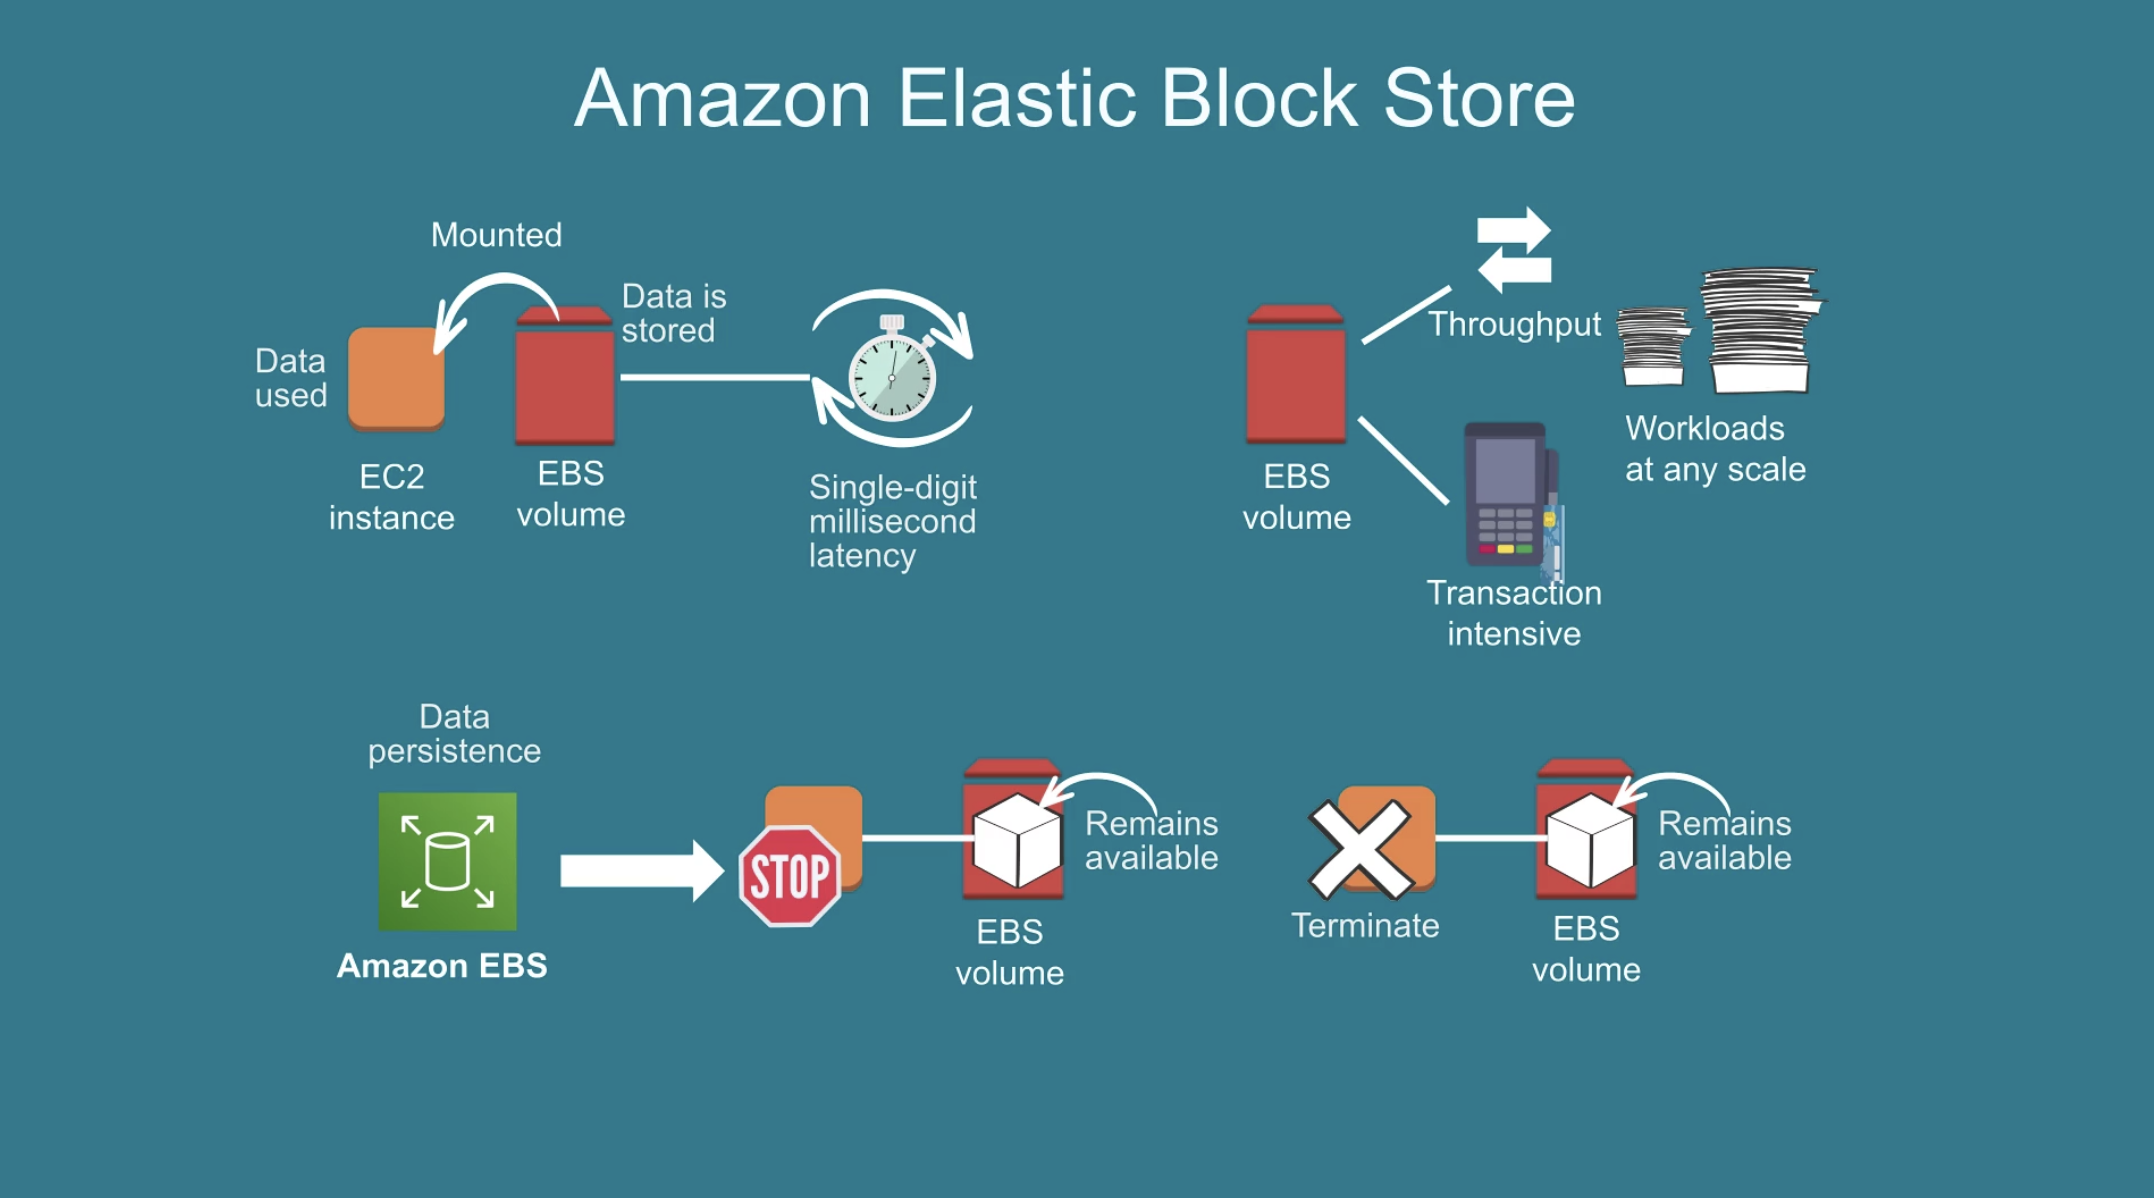 Amazon Elastic Block Store
Mounted
Data is
stored
Data
used
EC2
instance
EBS
volume
Single-digit
millisecond
latency
EBS
volume
Throughput
Workloads
at any scale
Transaction
intensive
Data
persistence
Amazon EBS
STOP
EBS
volume
Remains
available
Terminate
EBS
volume
Remains
available